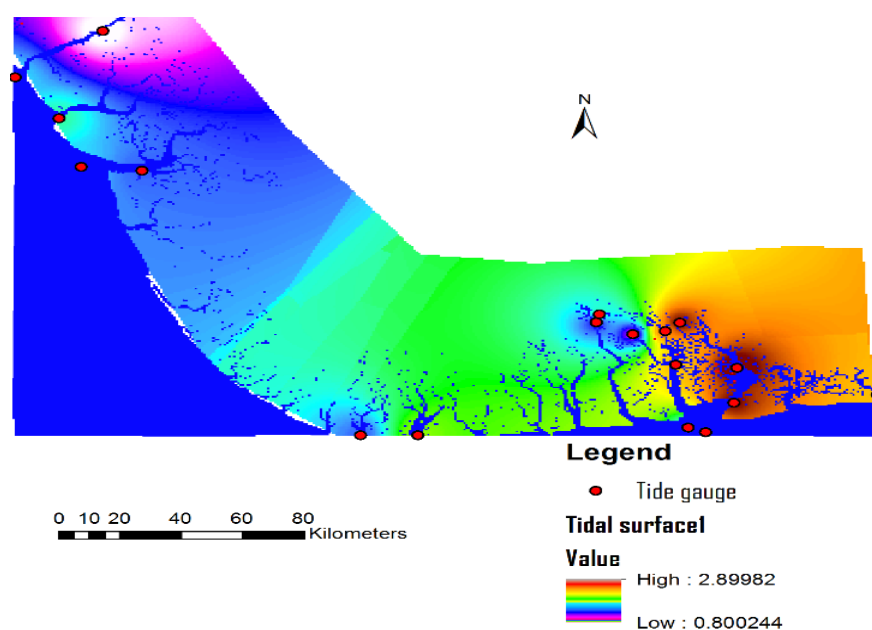 N
Legend
Tide gauge
Tidal surface1
Value
High : 2.89982
Low : 0.800244
0 10 20 40 60 80
Kilometers